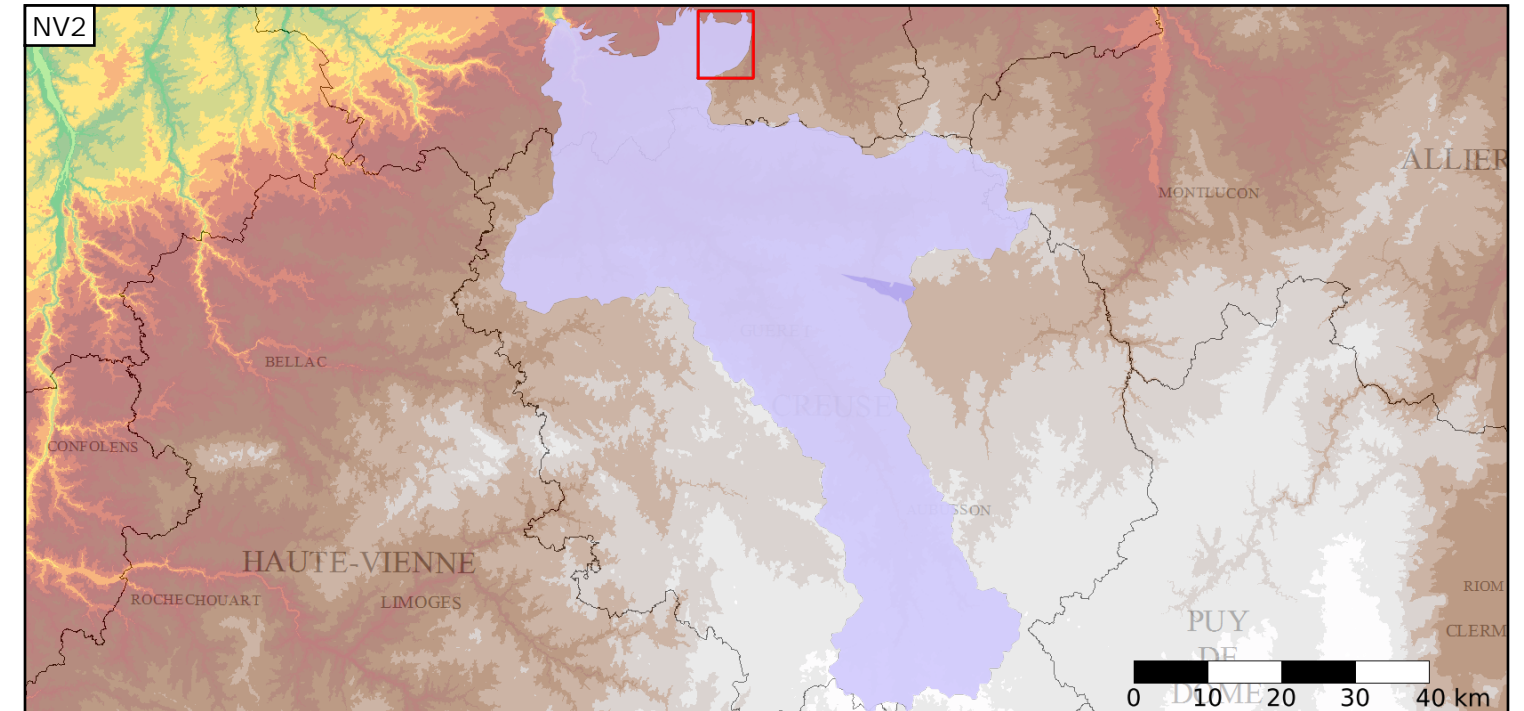 NV2
ALLIER
MONTLUCON
GUERET
BELLAC
CREUSE
CONFOLENS
AUBUSSON
HAUTE-VIENNE
ROCHECHOUART
LIMOGES
RIOM
PUY
DE
DOME
CLERM
0 10 20 30 40 km